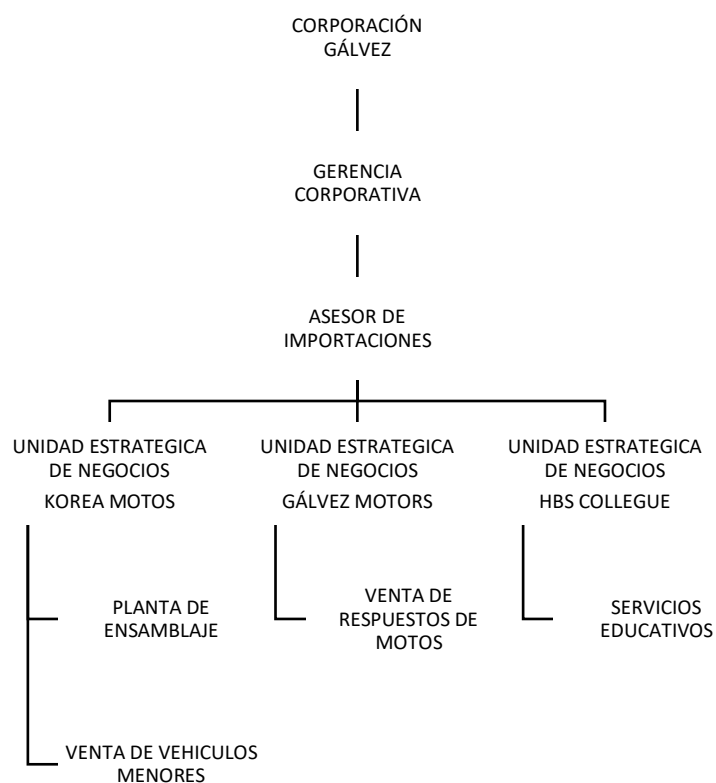 CORPORACIÓN
GÁLVEZ
GERENCIA
CORPORATIVA
ASESOR DE
IMPORTACIONES
UNIDAD ESTRATEGICA
DE NEGOCIOS
KOREA MOTOS
UNIDAD ESTRATEGICA
DE NEGOCIOS
GÁLVEZ MOTORS
UNIDAD ESTRATEGICA
DE NEGOCIOS
HBS COLLEGUE
PLANTA DE
ENSAMBLAJE
VENTA DE
RESPUESTOS DE
MOTOS
SERVICIOS
EDUCATIVOS
VENTA DE VEHICULOS
MENORES